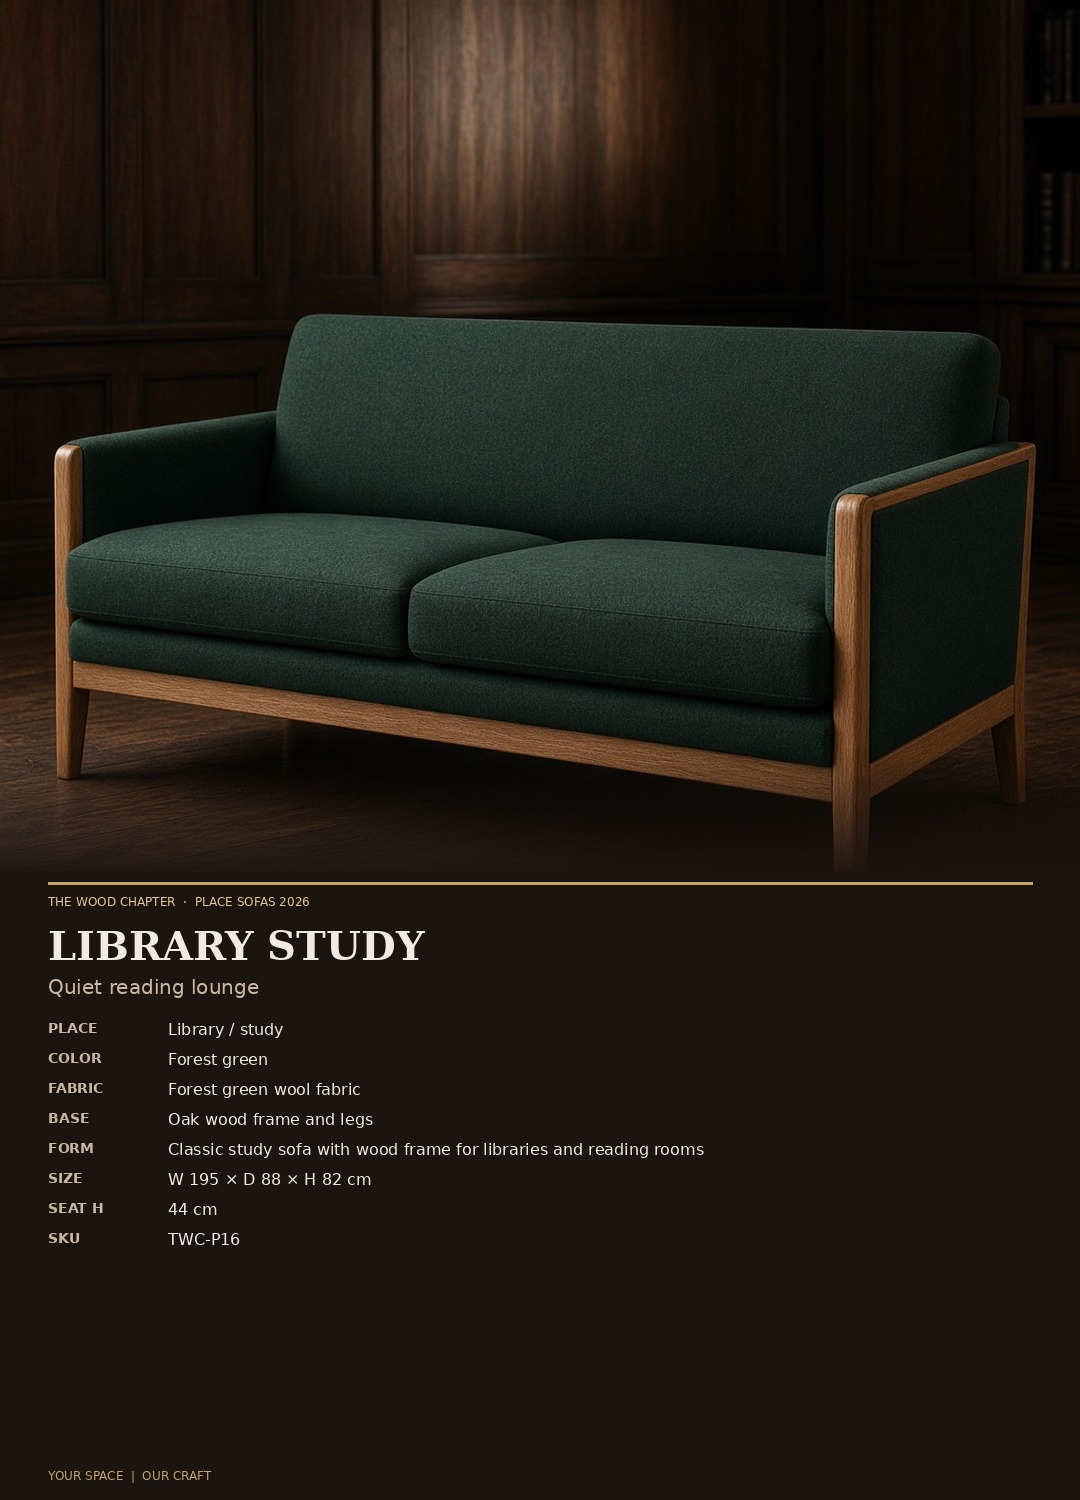 THE WOOD CHAPTER · PLACE SOFAS 2026
LIBRARY STUDY
Quiet reading lounge
PLACE Library / study
COLOR Forest green
FABRIC Forest green wool fabric
BASE Oak wood frame and legs
FORM Classic study sofa with wood frame for libraries and reading rooms
SIZE W 195 × D 88 × H 82 cm
SEAT H 44 cm
SKU TWC-P16
YOUR SPACE | OUR CRAFT